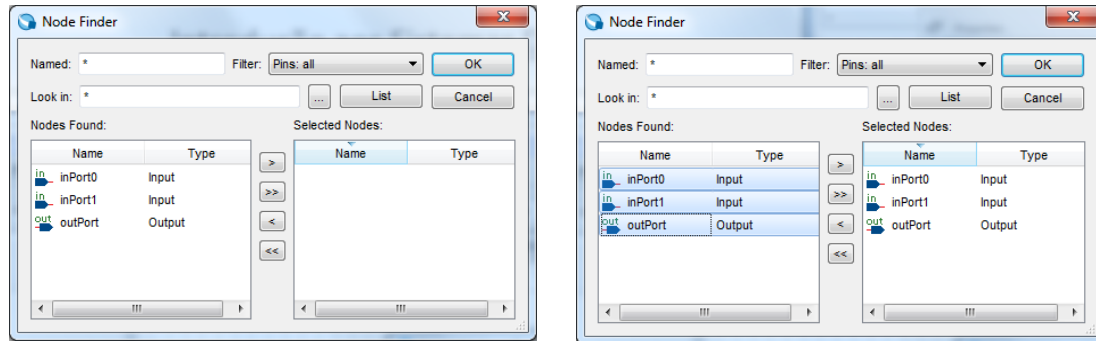 Node Finder
Named: *
Filter: Pins: all
OK
Look in: *
...
List
Cancel
Nodes Found:
Selected Nodes:
Name Type
> Name Type
in inPort0 Input
in inPort1 Input
>>
out outPort Output
<
<<
Node Finder
Named: *
Filter: Pins: all
OK
Look in: *
...
List
Cancel
Nodes Found:
Selected Nodes:
Name Type
> Name Type
in inPort0 Input
in inPort0 Input
in inPort1 Input
>>
in inPort1 Input
out outPort Output
<
out outPort Output
<<